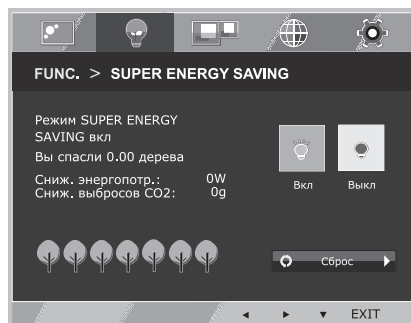 FUNC. > SUPER ENERGY SAVING
Режим SUPER ENERGY
SAVING вкл
Вы спасли 0.00 дерева
Сниж. энергопотр.: 0W
Сниж. выбросов CO2: 0g
Вкл Выкл
Сброс
EXIT